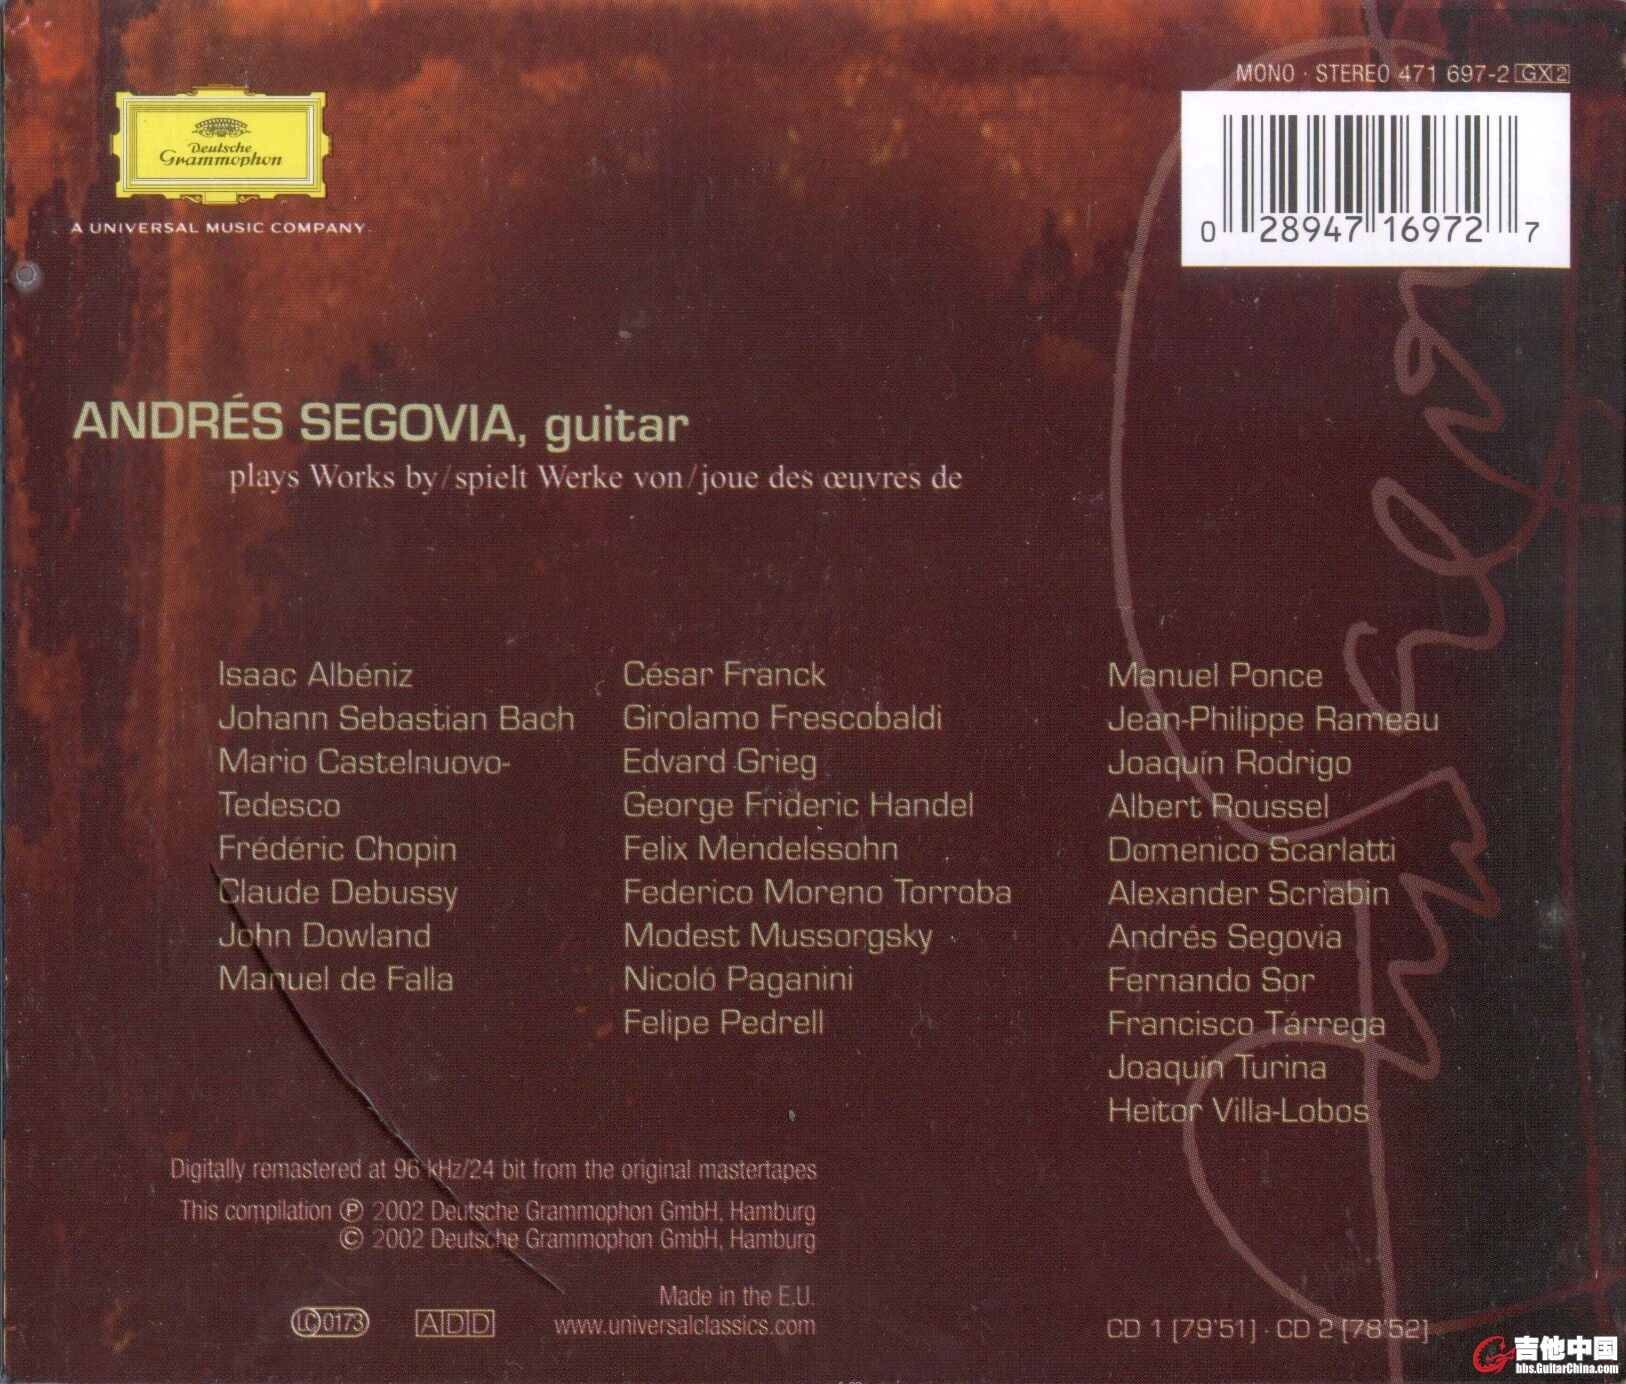 MONO · STEREO 471 697-2 GX 2
Deutsche
Grammophon
A UNIVERSAL MUSIC COMPANY
0 28947 16972 7
ANDRÉS SEGOVIA, guitar
plays Works by/spielt Werke von/joue des œuvres de
Isaac Albéniz
Johann Sebastian Bach
Mario Castelnuovo-
Tedesco
Frédéric Chopin
Claude Debussy
John Dowland
Manuel de Falla
César Franck
Girolamo Frescobaldi
Edvard Grieg
George Frideric Handel
Felix Mendelssohn
Federico Moreno Torroba
Modest Mussorgsky
Nicoló Paganini
Felipe Pedrell
Manuel Ponce
Jean-Philippe Rameau
Joaquín Rodrigo
Albert Roussel
Domenico Scarlatti
Alexander Scriabin
Andrés Segovia
Fernando Sor
Francisco Tárrega
Joaquín Turina
Heitor Villa-Lobos
Digitally remastered at 96 kHz/24 bit from the original mastertapes
This compilation ℗ 2002 Deutsche Grammophon GmbH, Hamburg
© 2002 Deutsche Grammophon GmbH, Hamburg
Made in the E.U.
LC 0173
ADD
www.universalclassics.com
CD 1 [79'51] · CD 2 [78'52]
吉他中国
bbs.GuitarChina.com